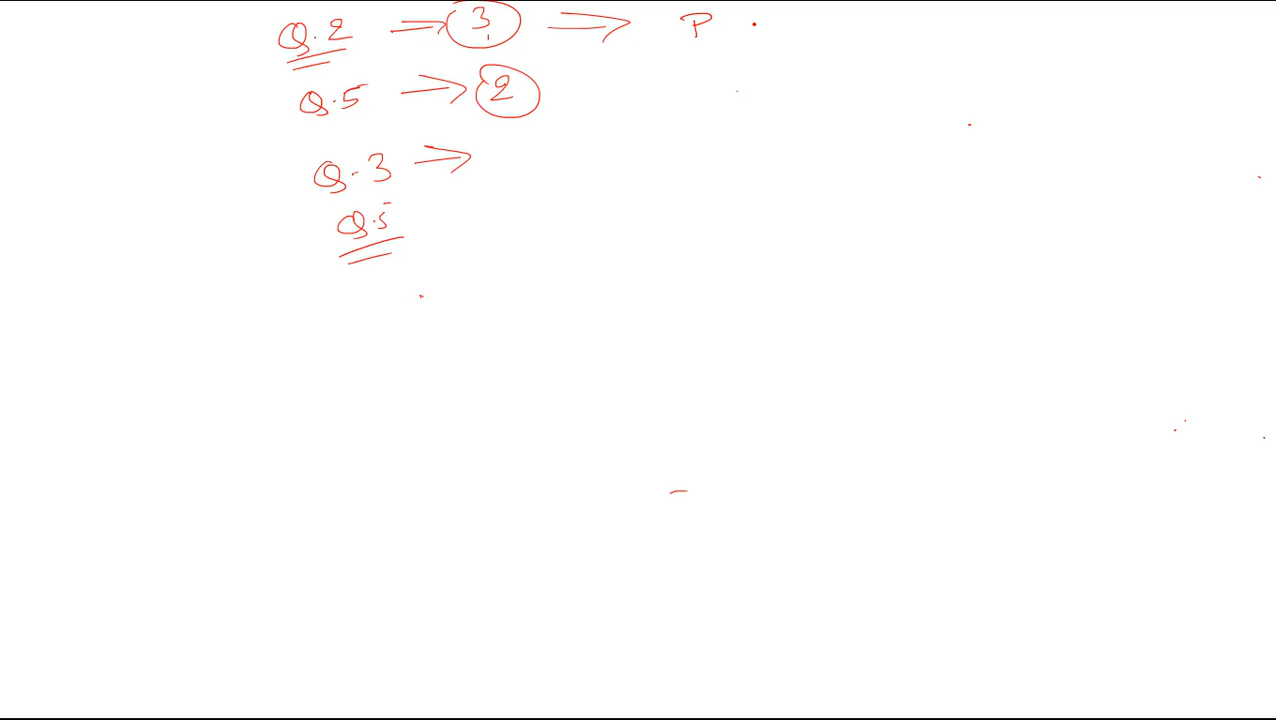 Q.2 → 3 → P
Q.5 → 2
Q.3 →
Q.5